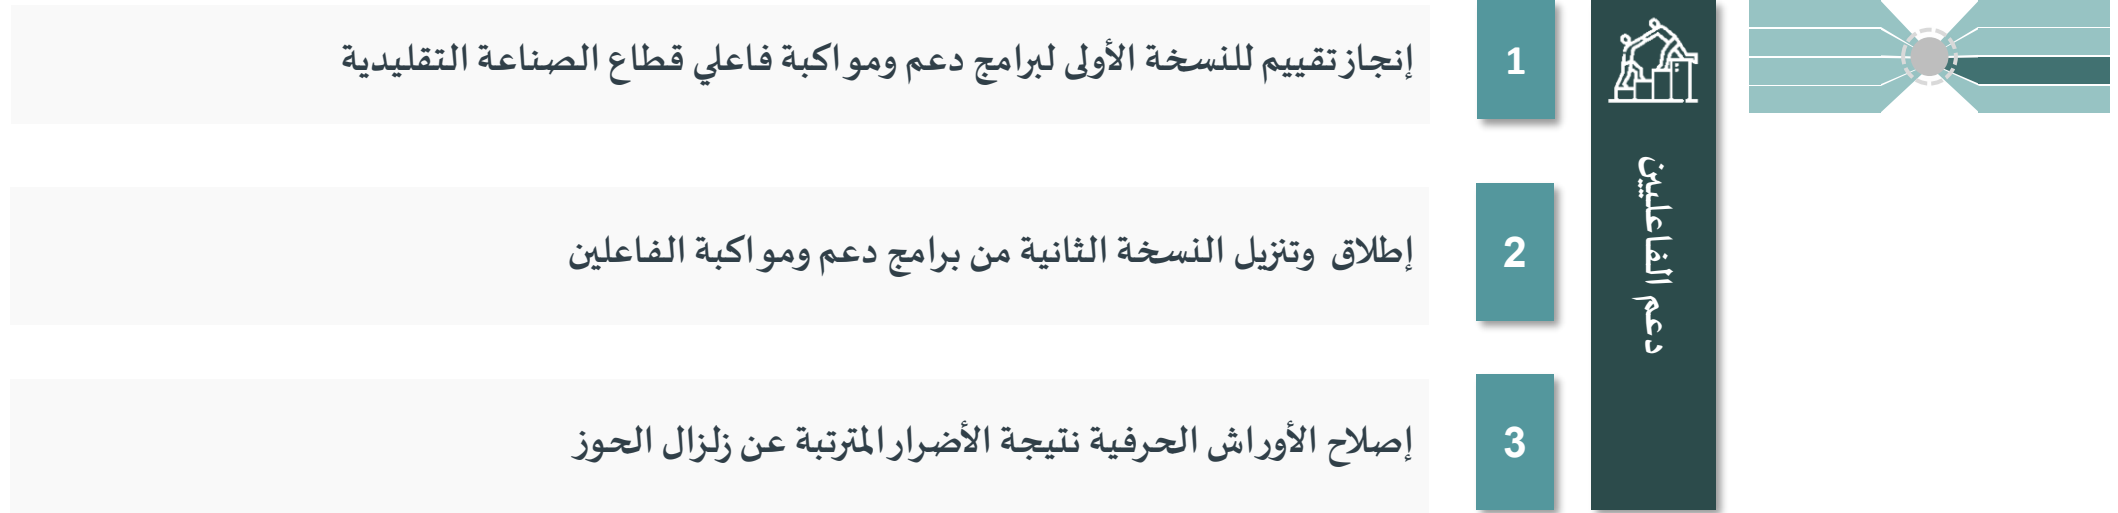 دعم الفاعليين
1
إنجاز تقييم للنسخة الأولى لبرامج دعم ومواكبة فاعلي قطاع الصناعة التقليدية
2
إطلاق وتنزيل النسخة الثانية من برامج دعم ومواكبة الفاعلين
3
إصلاح الأوراش الحرفية نتيجة الأضرار المترتبة عن زلزال الحوز